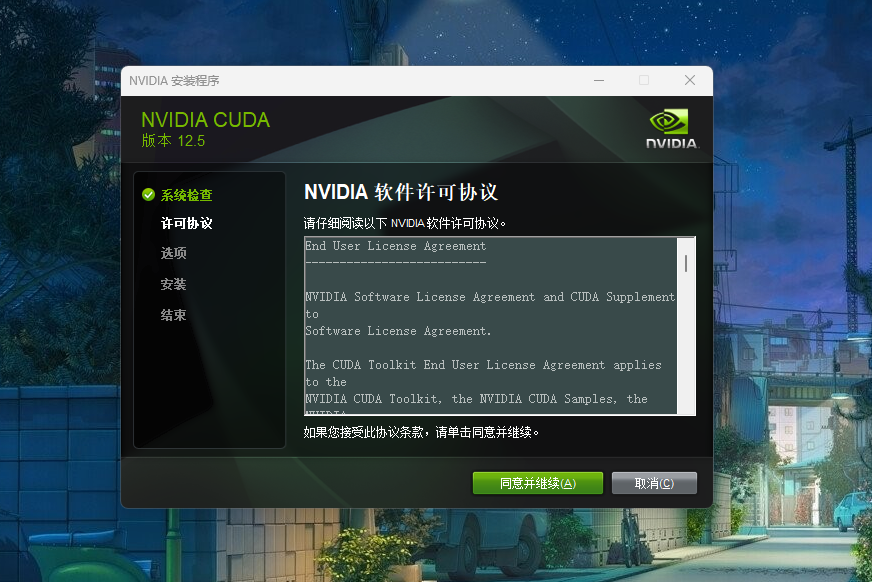 NVIDIA 安装程序
NVIDIA CUDA
版本 12.5
NVIDIA
系统检查
许可协议
选项
安装
结束
NVIDIA 软件许可协议
请仔细阅读以下 NVIDIA 软件许可协议。
End User License Agreement
--------------------------
NVIDIA Software License Agreement and CUDA Supplement
to
Software License Agreement.
The CUDA Toolkit End User License Agreement applies
to the
NVIDIA CUDA Toolkit, the NVIDIA CUDA Samples, the
NVIDIA
如果您接受此协议条款，请单击同意并继续。
同意并继续(A)
取消(C)